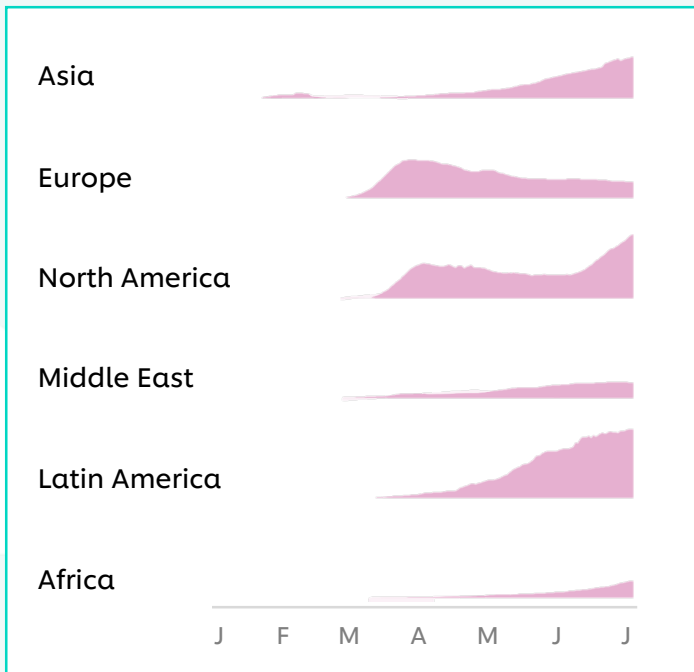 Asia
Europe
North America
Middle East
Latin America
Africa
J F M A M J J